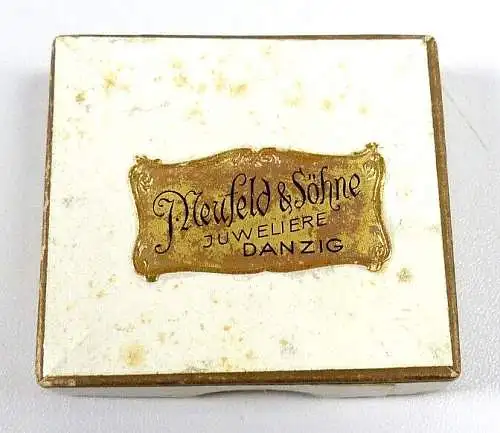 J. Neufeld & Söhne
JUWELIERE
DANZIG